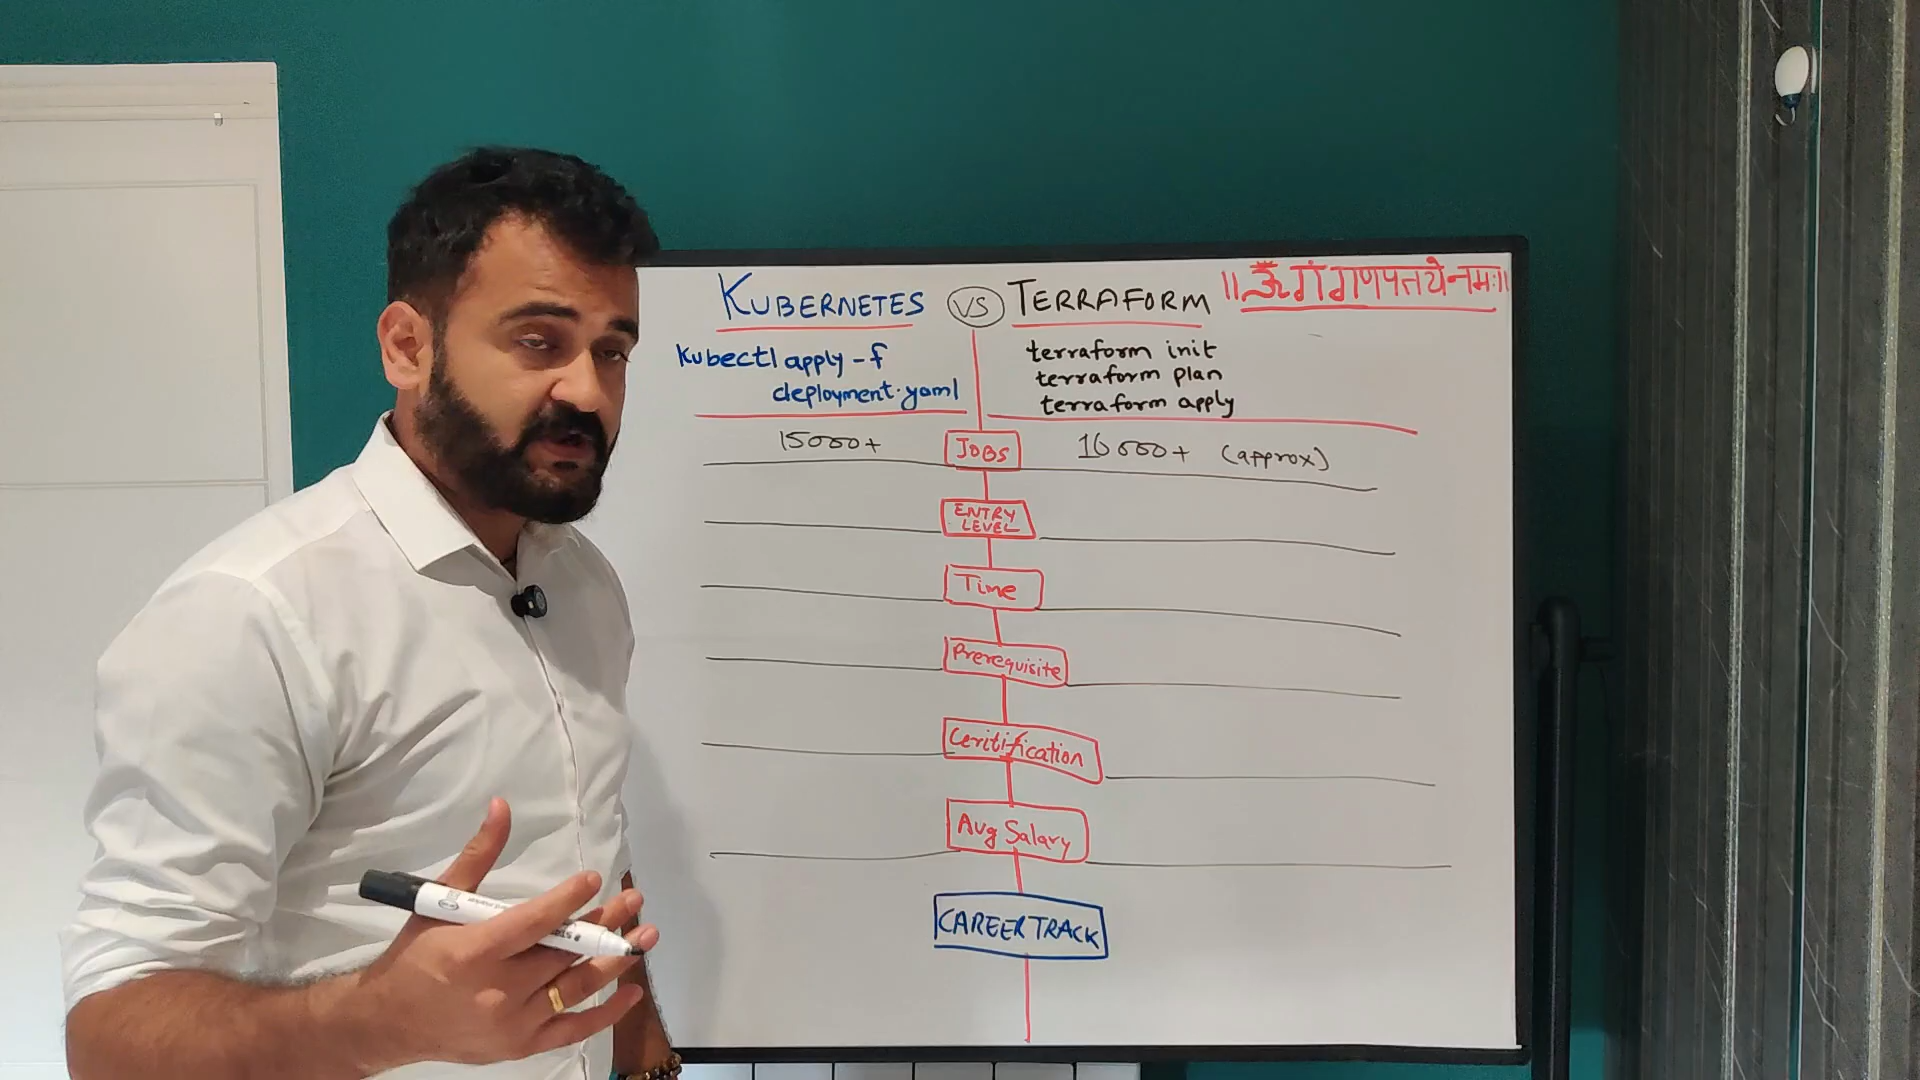 KUBERNETES VS TERRAFORM
॥ॐ गं गणपतये नमः॥
Kubectl apply -f
deployment.yaml
terraform init
terraform plan
terraform apply
15000+ JOBS 16000+ (approx)
ENTRY
LEVEL
Time
Prerequisite
Ceritification
Avg Salary
CAREER TRACK